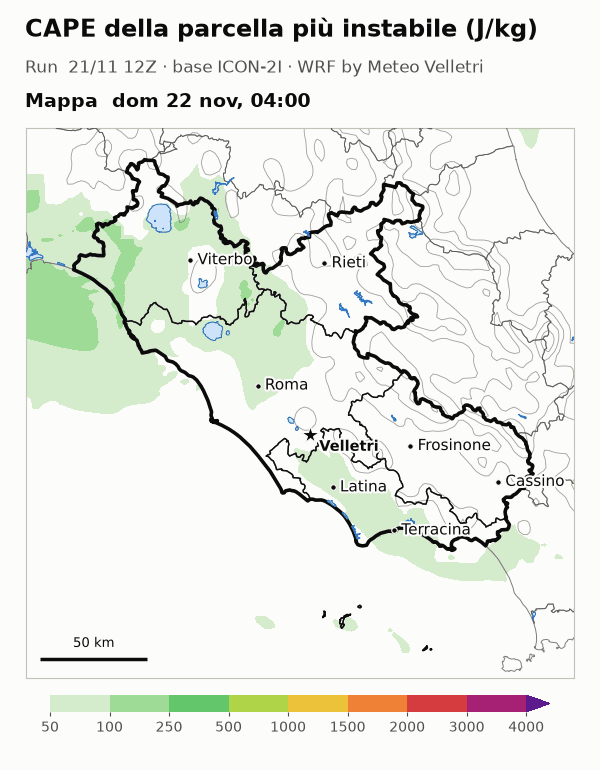 CAPE della parcella più instabile (J/kg)
Run  21/11 12Z · base ICON-2I · WRF by Meteo Velletri
Mappa  dom 22 nov, 04:00
Viterbo
Rieti
Roma
Velletri
Frosinone
Cassino
Latina
Terracina
50 km
50 100 250 500 1000 1500 2000 3000 4000